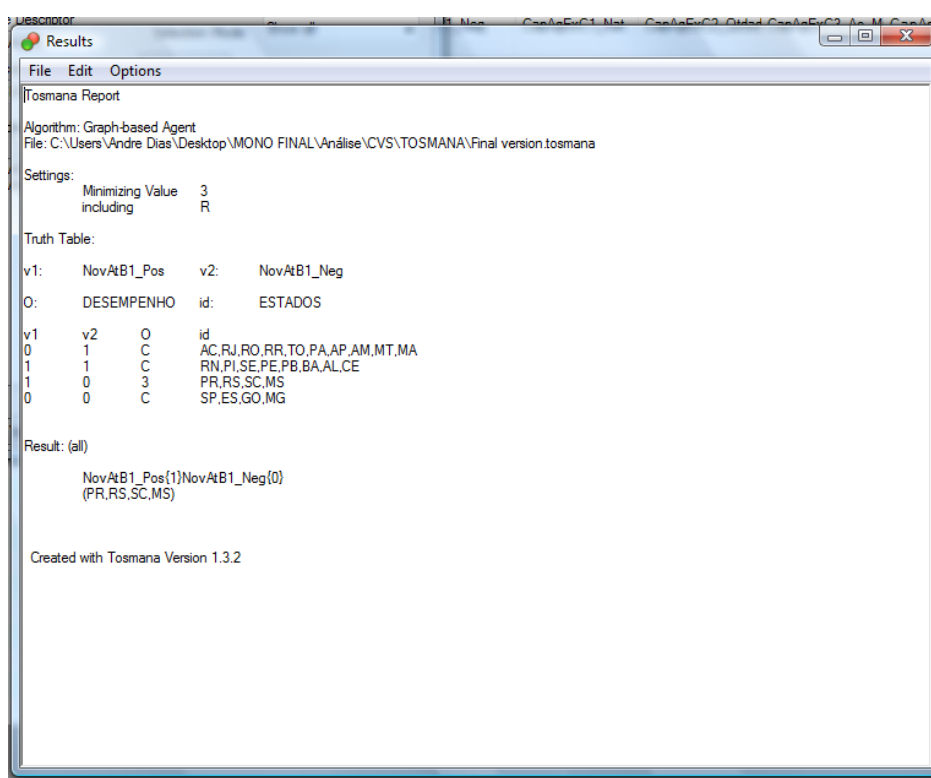 Descriptor
Results
File Edit Options
Tosmana Report
Algorithm: Graph-based Agent
File: C:\Users\Andre Dias\Desktop\MONO FINAL\Análise\CVS\TOSMANA\Final version.tosmana
Settings:
Minimizing Value 3
including R
Truth Table:
v1: NovAtB1_Pos v2: NovAtB1_Neg
O: DESEMPENHO id: ESTADOS
v1 v2 O id
0 1 C AC,RJ,RO,RR,TO,PA,AP,AM,MT,MA
1 1 C RN,PI,SE,PE,PB,BA,AL,CE
1 0 3 PR,RS,SC,MS
0 0 C SP,ES,GO,MG
Result: (all)
NovAtB1_Pos{1}NovAtB1_Neg{0}
(PR,RS,SC,MS)
Created with Tosmana Version 1.3.2